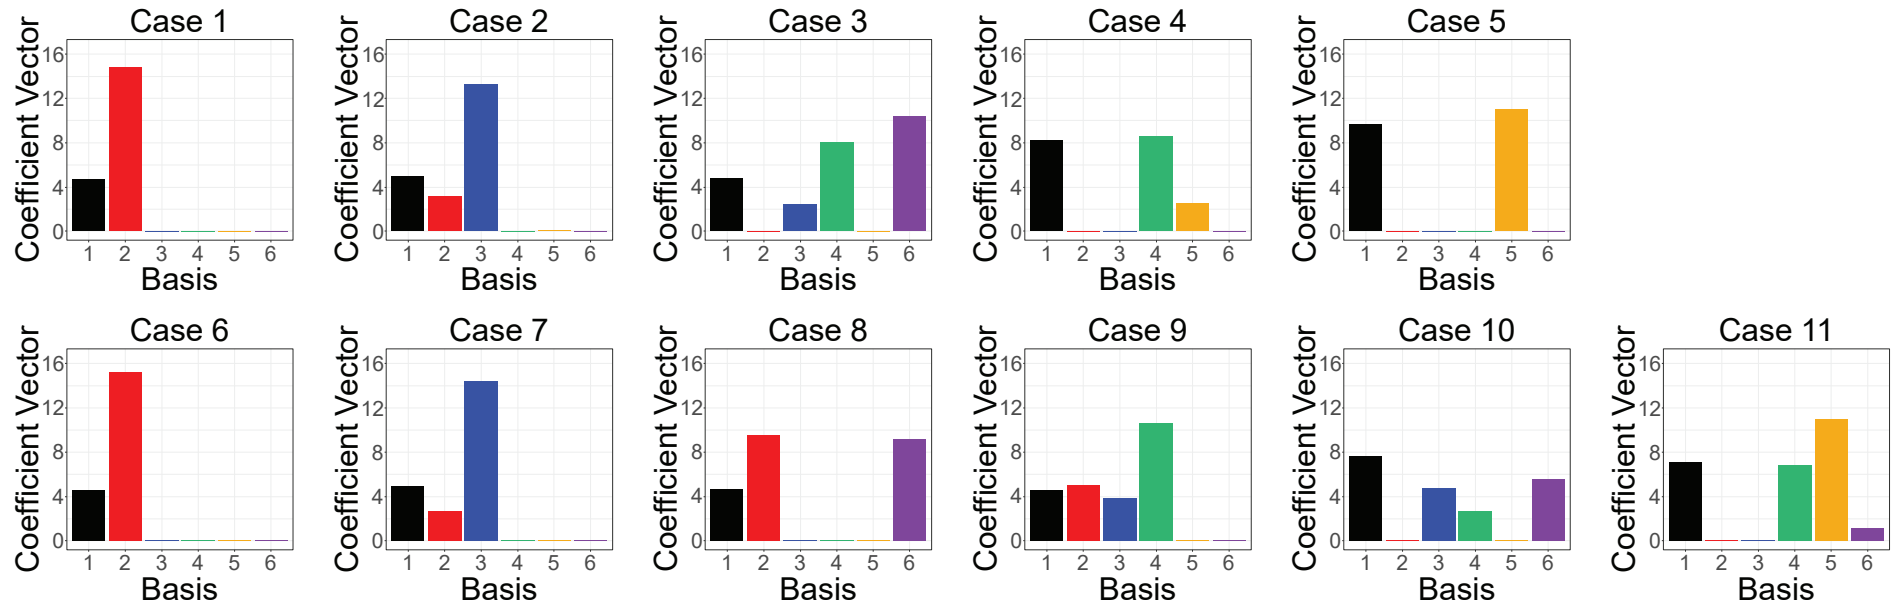 Case 1
Coefficient Vector
16
12
8
4
0
1 2 3 4 5 6
Basis
Case 2
Coefficient Vector
16
12
8
4
0
1 2 3 4 5 6
Basis
Case 3
Coefficient Vector
16
12
8
4
0
1 2 3 4 5 6
Basis
Case 4
Coefficient Vector
16
12
8
4
0
1 2 3 4 5 6
Basis
Case 5
Coefficient Vector
16
12
8
4
0
1 2 3 4 5 6
Basis
Case 6
Coefficient Vector
16
12
8
4
0
1 2 3 4 5 6
Basis
Case 7
Coefficient Vector
16
12
8
4
0
1 2 3 4 5 6
Basis
Case 8
Coefficient Vector
16
12
8
4
0
1 2 3 4 5 6
Basis
Case 9
Coefficient Vector
16
12
8
4
0
1 2 3 4 5 6
Basis
Case 10
Coefficient Vector
16
12
8
4
0
1 2 3 4 5 6
Basis
Case 11
Coefficient Vector
16
12
8
4
0
1 2 3 4 5 6
Basis